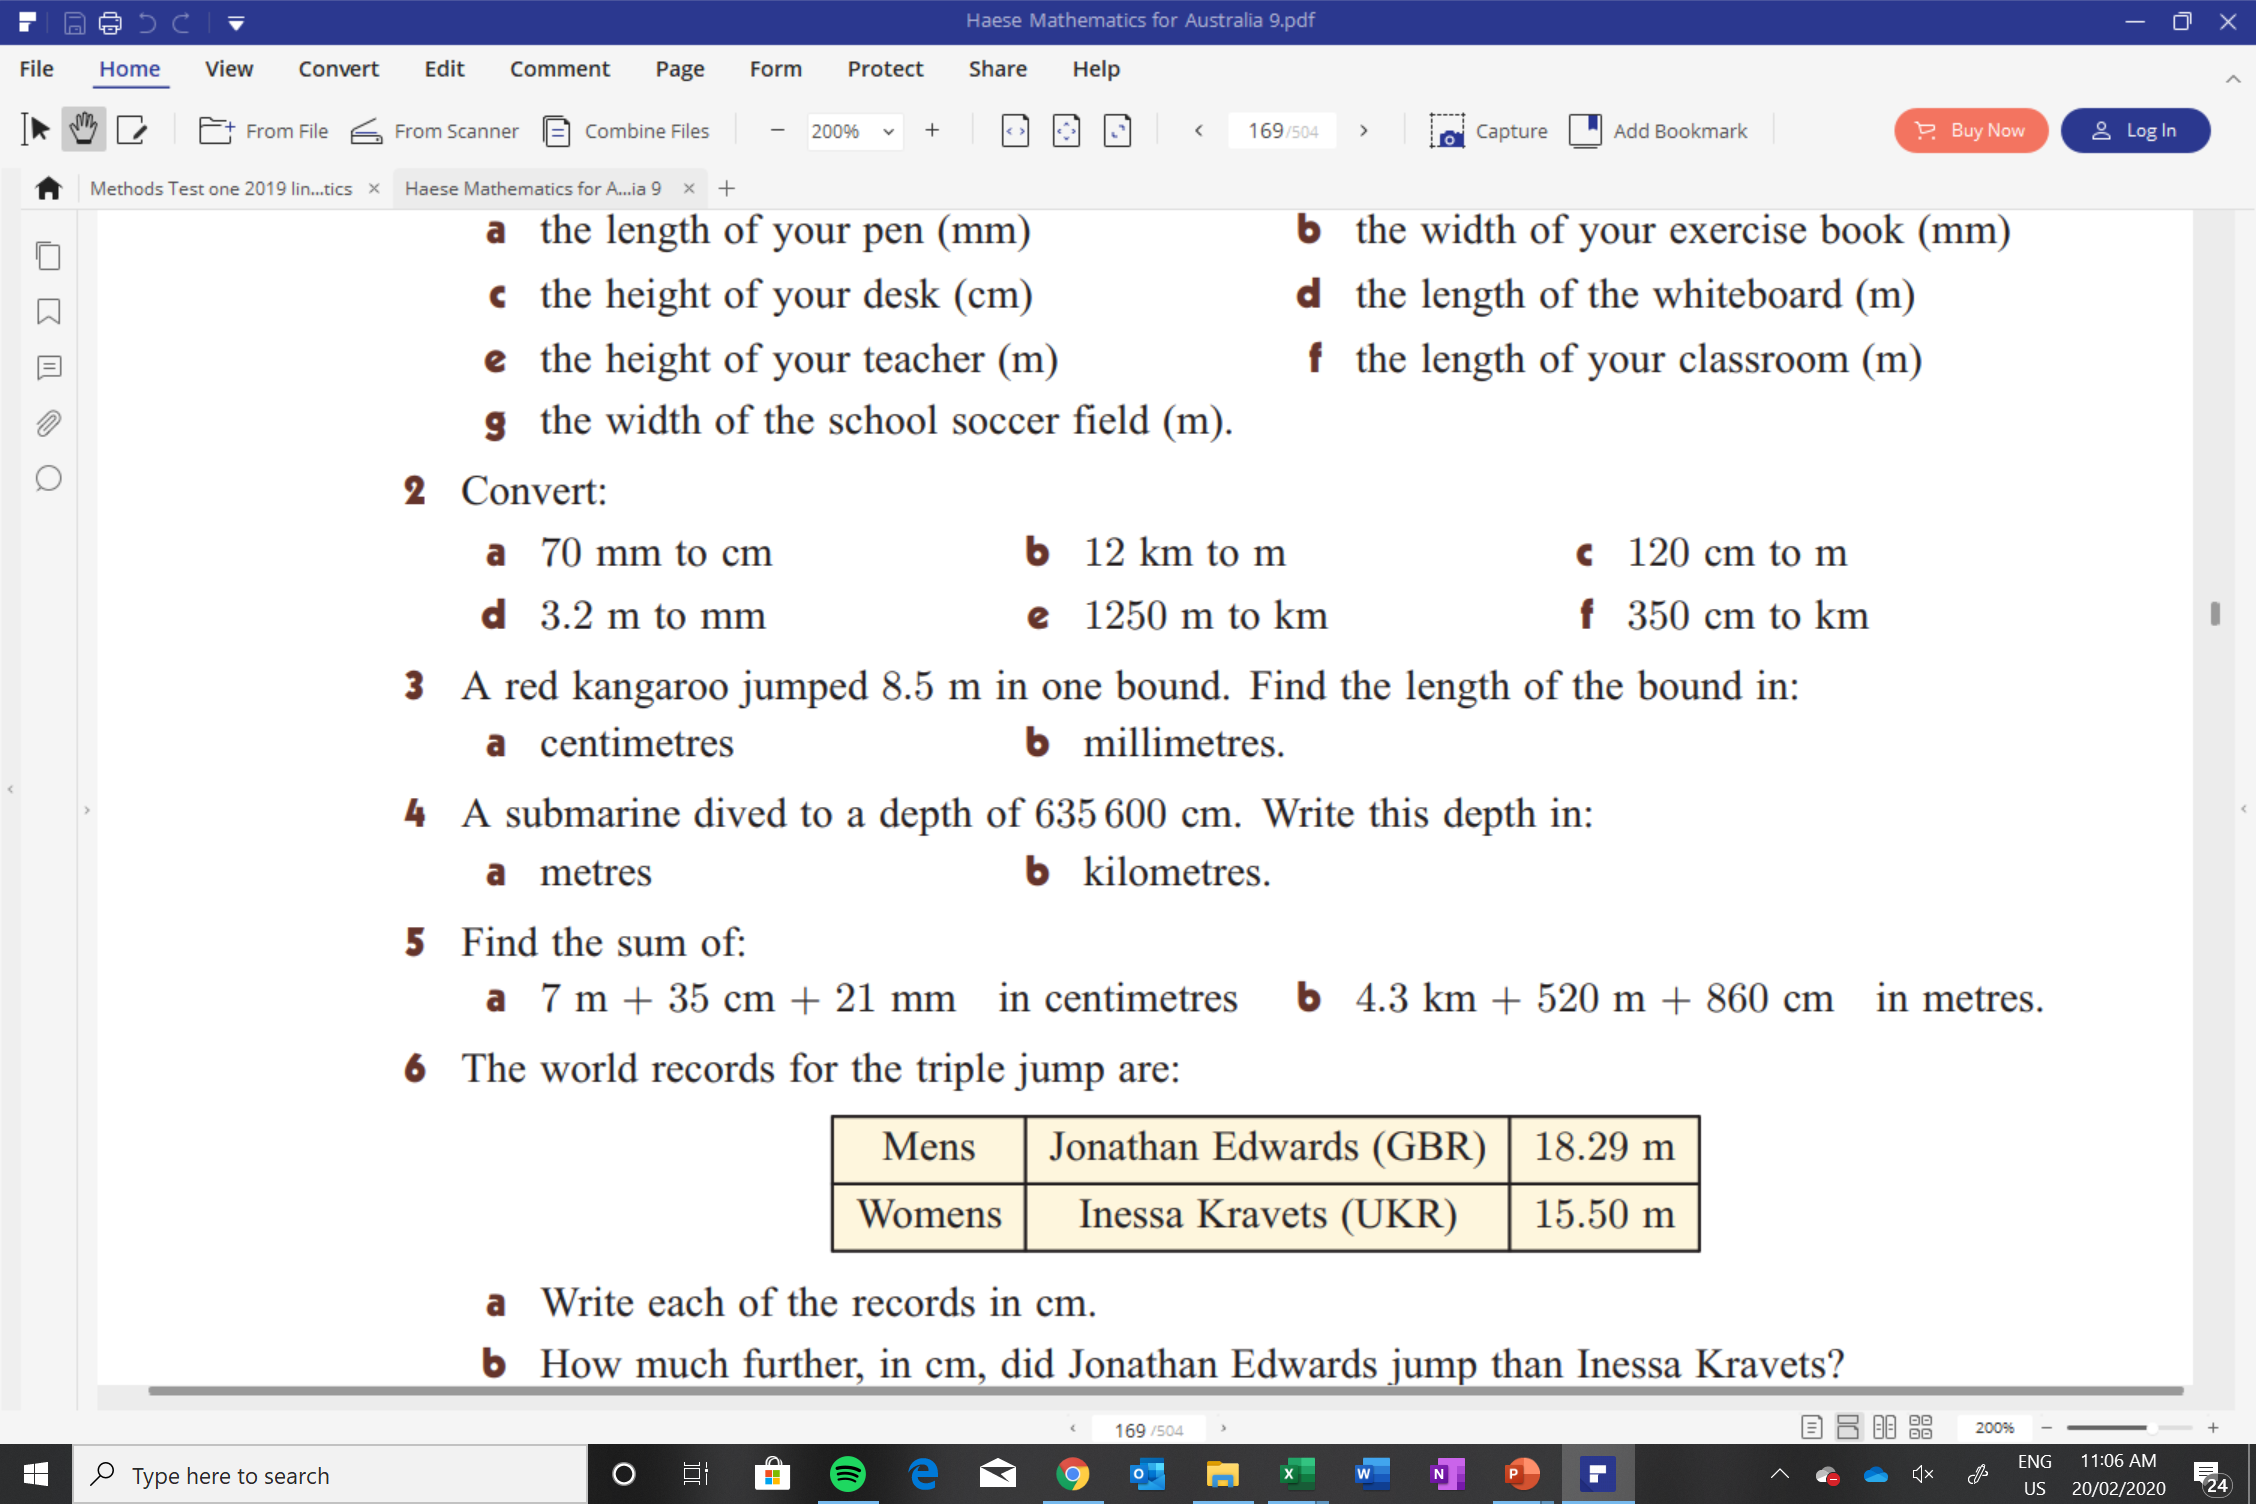 Haese Mathematics for Australia 9.pdf
File Home View Convert Edit Comment Page Form Protect Share Help
From File From Scanner Combine Files 200% 169/504 Capture Add Bookmark Buy Now Log In
Methods Test one 2019 lin...tics × Haese Mathematics for A...ia 9 × +
a the length of your pen (mm) b the width of your exercise book (mm)
c the height of your desk (cm) d the length of the whiteboard (m)
e the height of your teacher (m) f the length of your classroom (m)
g the width of the school soccer field (m).
2 Convert:
a 70 mm to cm b 12 km to m c 120 cm to m
d 3.2 m to mm e 1250 m to km f 350 cm to km
3 A red kangaroo jumped 8.5 m in one bound. Find the length of the bound in:
a centimetres b millimetres.
4 A submarine dived to a depth of 635 600 cm. Write this depth in:
a metres b kilometres.
5 Find the sum of:
a 7 m + 35 cm + 21 mm in centimetres b 4.3 km + 520 m + 860 cm in metres.
6 The world records for the triple jump are:
Mens Jonathan Edwards (GBR) 18.29 m
Womens Inessa Kravets (UKR) 15.50 m
a Write each of the records in cm.
b How much further, in cm, did Jonathan Edwards jump than Inessa Kravets?
169 /504 200%
Type here to search
ENG 11:06 AM
US 20/02/2020 24